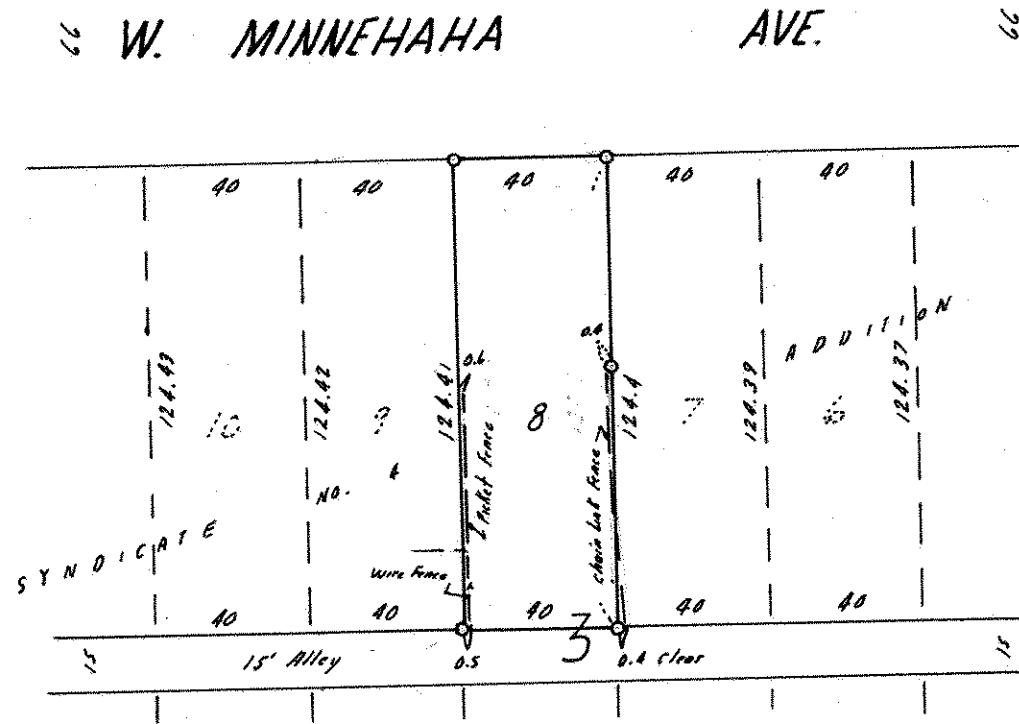 66 W. MINNEHAHA AVE. 66
40 40 40 40 40
0.6 0.4
124.43 124.42 124.41 124.4 124.39 124.37
10 9 8 7 6
ADDITION
Picket Fence
Chain Link Fence
NO. 4
SYNDICATE
Wire Fence
40 40 40 40 40
3
15 15' Alley 0.5 0.4 Clear 15